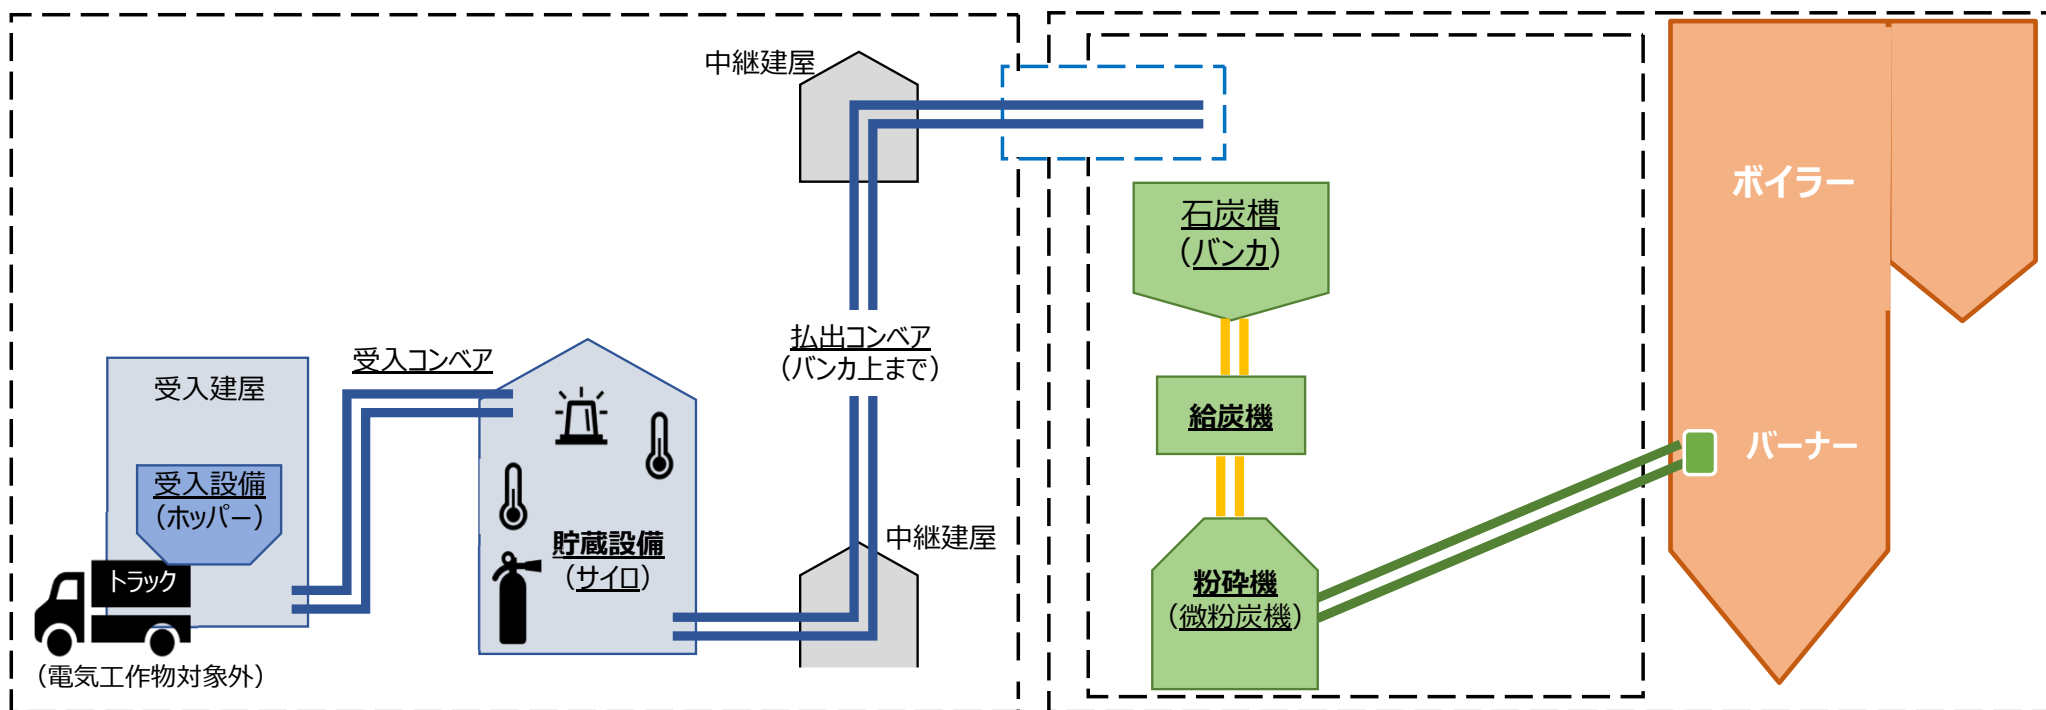 中継建屋
石炭槽
（バンカ）
ボイラー
払出コンベア
（バンカ上まで）
受入コンベア
受入建屋
給炭機
バーナー
受入設備
（ホッパー）
貯蔵設備
（サイロ）
中継建屋
トラック
粉砕機
（微粉炭機）
（電気工作物対象外）